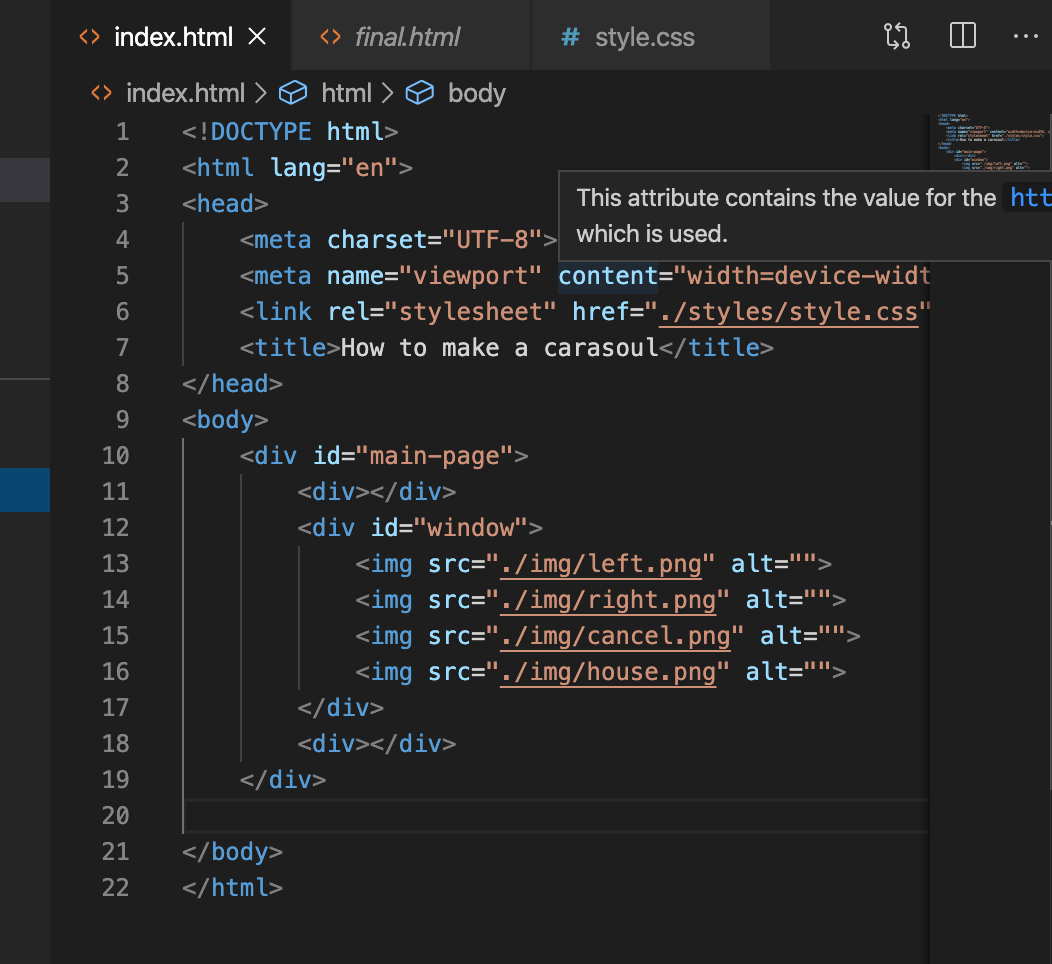 index.html
final.html
# style.css
index.html > html > body
1 <!DOCTYPE html>
2 <html lang="en">
3 <head>
This attribute contains the value for the htt
which is used.
4 <meta charset="UTF-8">
5 <meta name="viewport" content="width=device-widt
6 <link rel="stylesheet" href="./styles/style.css"
7 <title>How to make a carasoul</title>
8 </head>
9 <body>
10 <div id="main-page">
11 <div></div>
12 <div id="window">
13 <img src="./img/left.png" alt="">
14 <img src="./img/right.png" alt="">
15 <img src="./img/cancel.png" alt="">
16 <img src="./img/house.png" alt="">
17 </div>
18 <div></div>
19 </div>
20
21 </body>
22 </html>